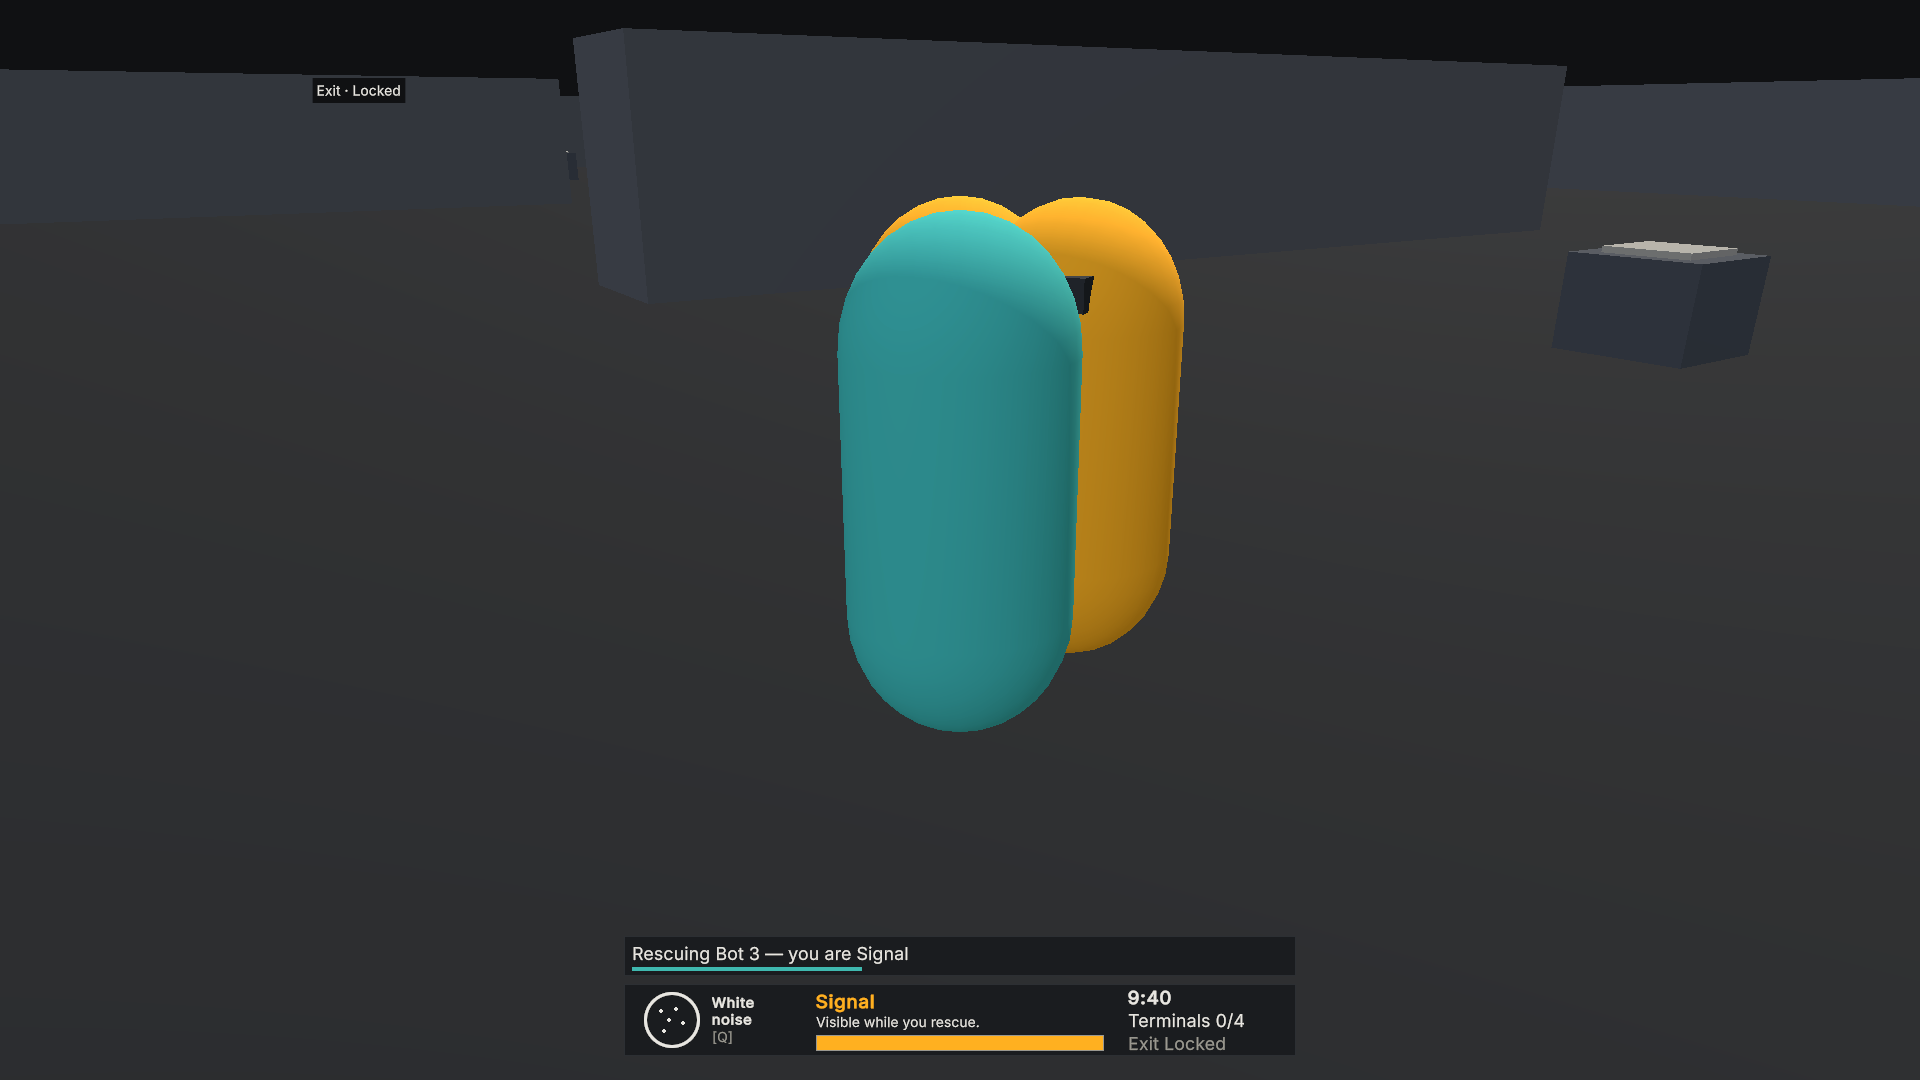 Exit · Locked
Rescuing Bot 3 — you are Signal
White
noise
[Q]
Signal
Visible while you rescue.
9:40
Terminals 0/4
Exit Locked